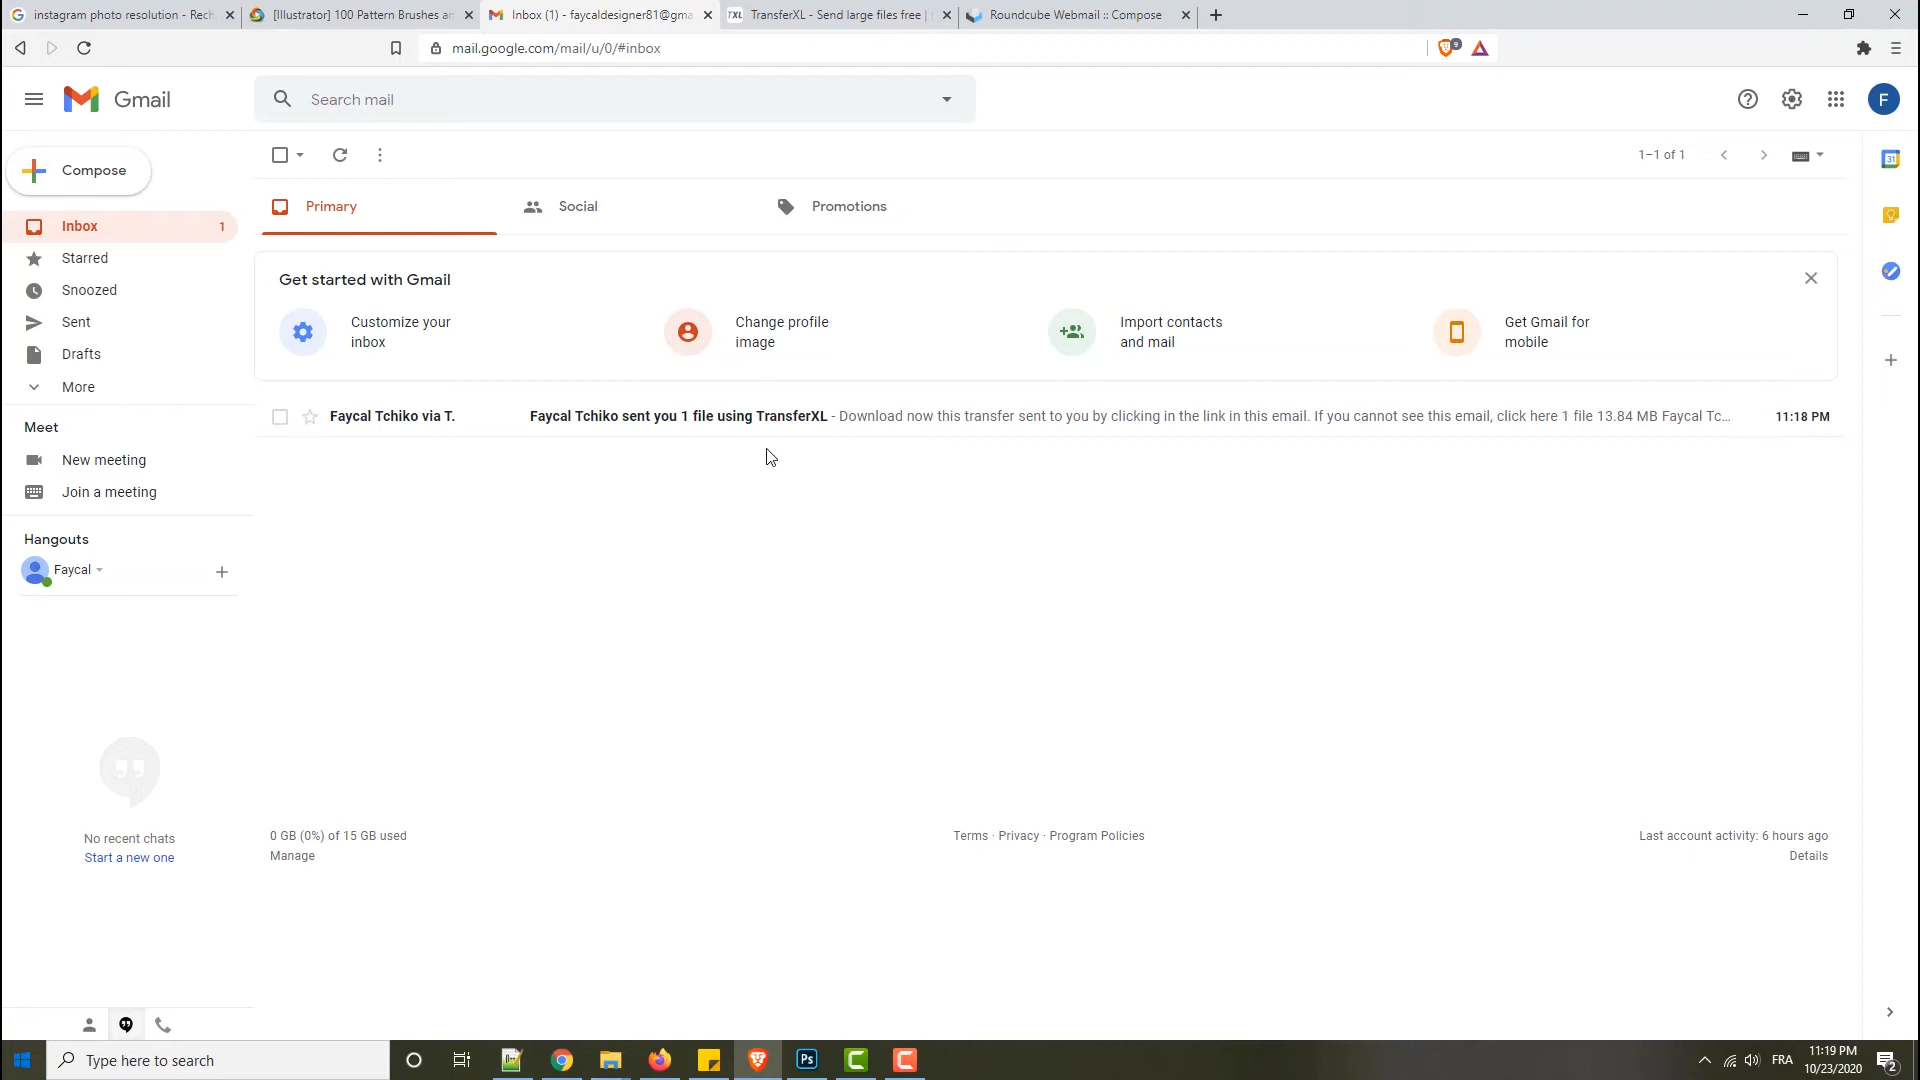 instagram photo resolution - Rech
[Illustrator] 100 Pattern Brushes an
Inbox (1) - faycaldesigner81@gma
TXL TransferXL - Send large files free |
Roundcube Webmail :: Compose
mail.google.com/mail/u/0/#inbox
9
Gmail
Search mail
F
Compose
1–1 of 1
31
Primary
Social
Promotions
Inbox 1
Starred
Snoozed
Sent
Drafts
More
Get started with Gmail
Customize your
inbox
Change profile
image
Import contacts
and mail
Get Gmail for
mobile
Faycal Tchiko via T. Faycal Tchiko sent you 1 file using TransferXL - Download now this transfer sent to you by clicking in the link in this email. If you cannot see this email, click here 1 file 13.84 MB Faycal Tc... 11:18 PM
Meet
New meeting
Join a meeting
Hangouts
Faycal
No recent chats
Start a new one
0 GB (0%) of 15 GB used
Manage
Terms · Privacy · Program Policies
Last account activity: 6 hours ago
Details
Type here to search
Ps
FRA
11:19 PM
10/23/2020
2